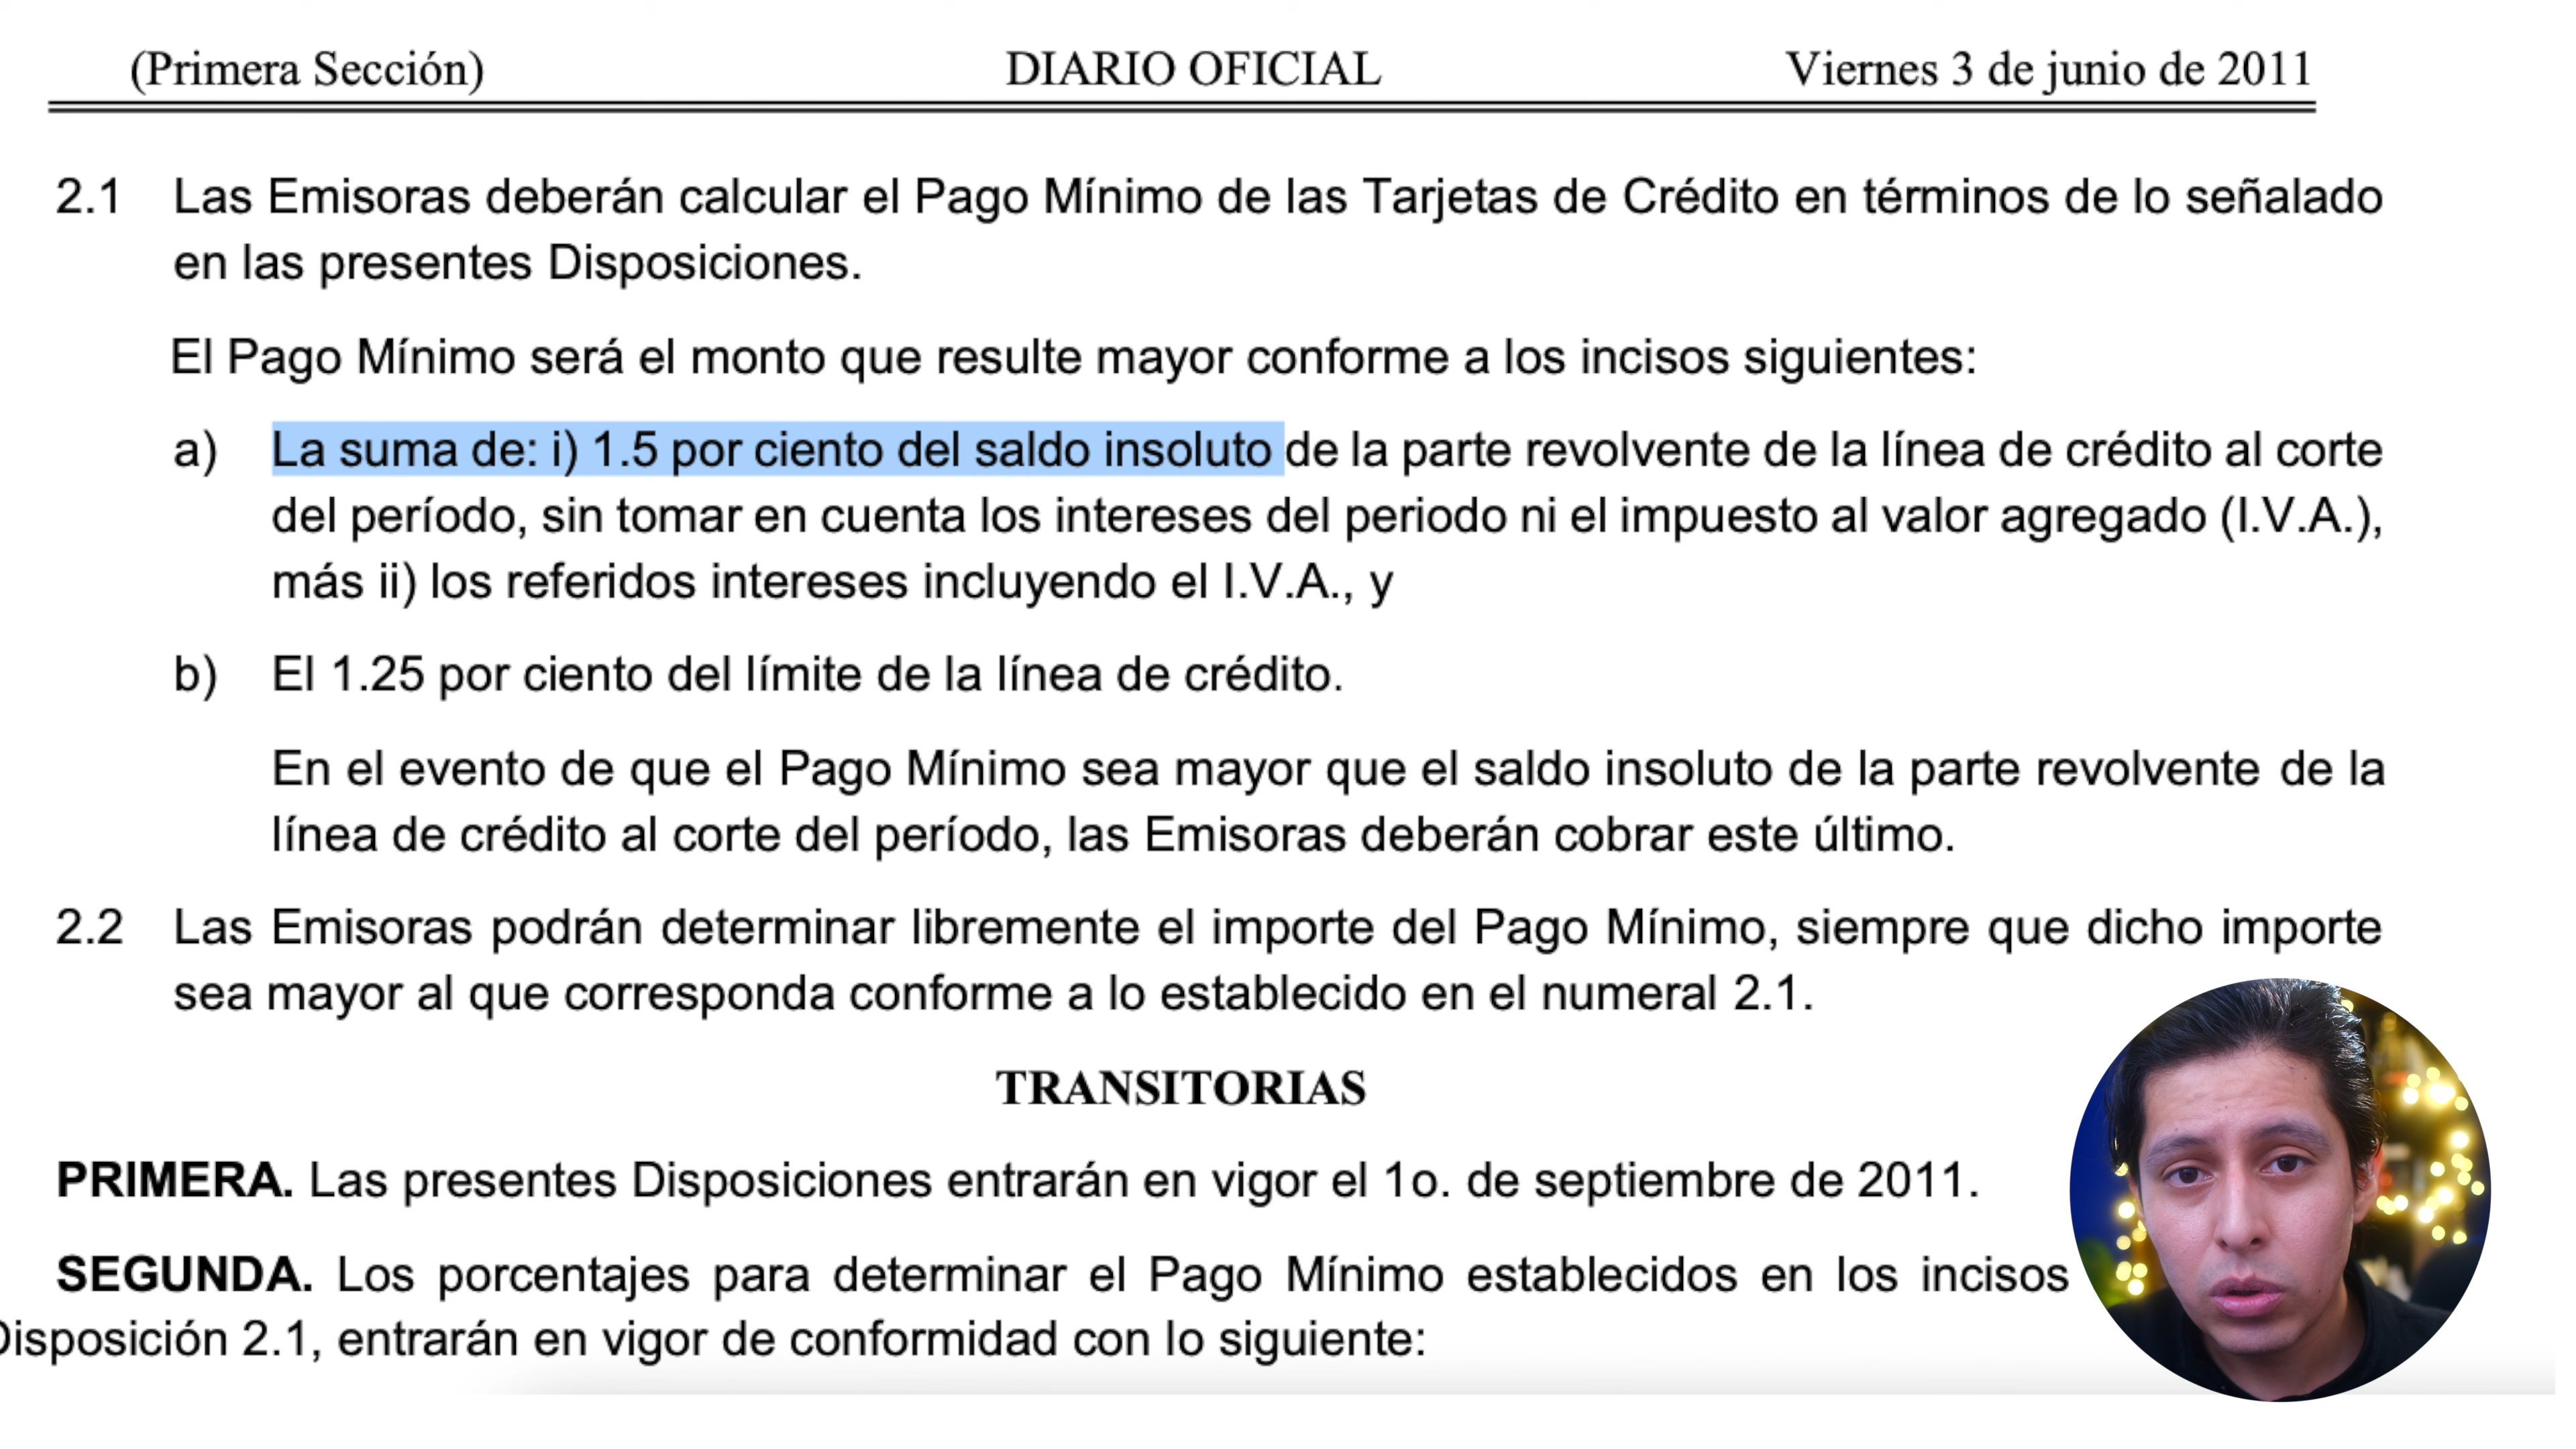 (Primera Sección) DIARIO OFICIAL Viernes 3 de junio de 2011
2.1 Las Emisoras deberán calcular el Pago Mínimo de las Tarjetas de Crédito en términos de lo señalado
en las presentes Disposiciones.
El Pago Mínimo será el monto que resulte mayor conforme a los incisos siguientes:
a) La suma de: i) 1.5 por ciento del saldo insoluto de la parte revolvente de la línea de crédito al corte
del período, sin tomar en cuenta los intereses del periodo ni el impuesto al valor agregado (I.V.A.),
más ii) los referidos intereses incluyendo el I.V.A., y
b) El 1.25 por ciento del límite de la línea de crédito.
En el evento de que el Pago Mínimo sea mayor que el saldo insoluto de la parte revolvente de la
línea de crédito al corte del período, las Emisoras deberán cobrar este último.
2.2 Las Emisoras podrán determinar libremente el importe del Pago Mínimo, siempre que dicho importe
sea mayor al que corresponda conforme a lo establecido en el numeral 2.1.
TRANSITORIAS
PRIMERA. Las presentes Disposiciones entrarán en vigor el 1o. de septiembre de 2011.
SEGUNDA. Los porcentajes para determinar el Pago Mínimo establecidos en los incisos
Disposición 2.1, entrarán en vigor de conformidad con lo siguiente: